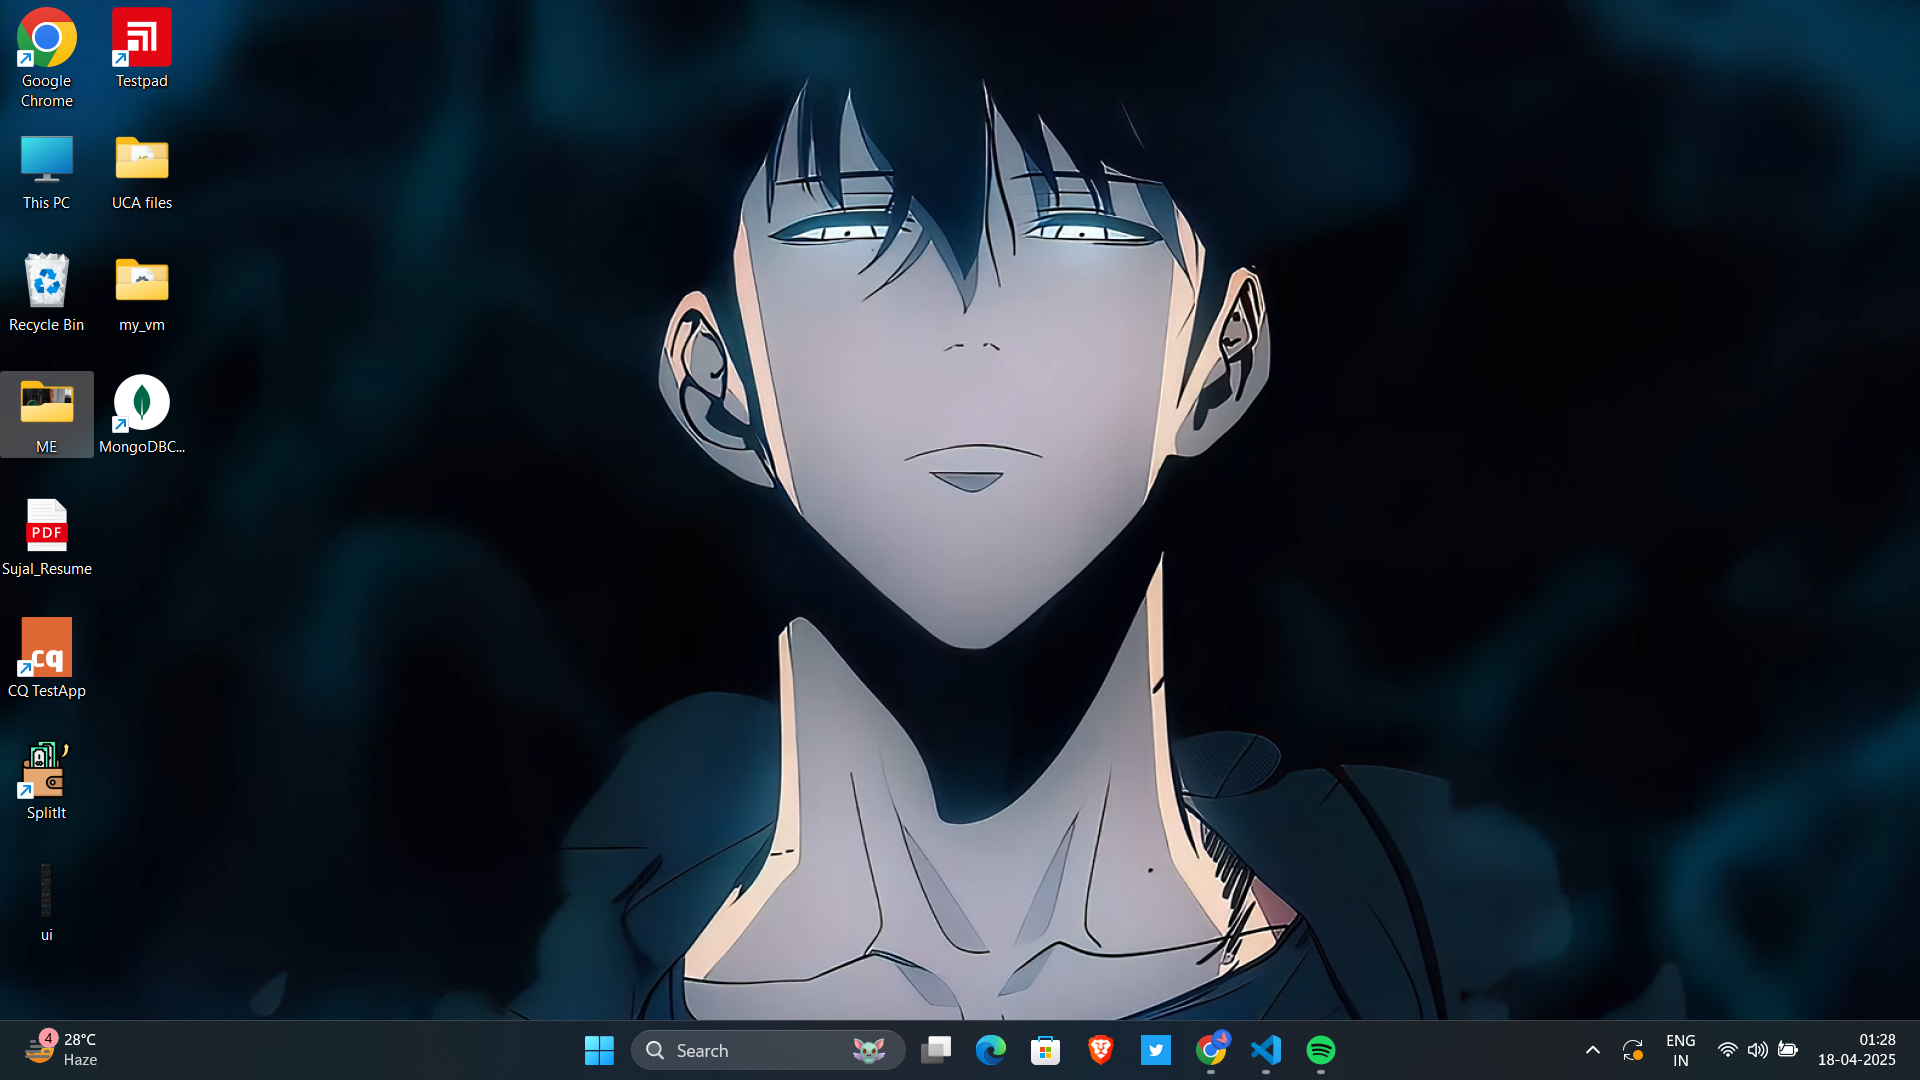 Google
Chrome
Testpad
This PC
UCA files
Recycle Bin
my_vm
ME
MongoDBC...
PDF
Sujal_Resume
cq
CQ TestApp
SplitIt
ui
4
28°C
Haze
Search
ENG
IN
01:28
18-04-2025